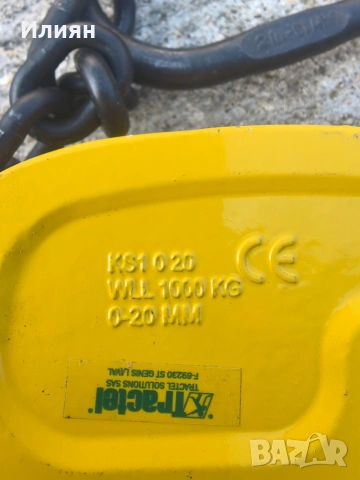 Илиян
KS1 0 20
WLL 1000 KG
0-20 MM
CE
Tractel®
TRACTEL SOLUTIONS SAS
F-69230 ST GENIS LAVAL
BAZAR